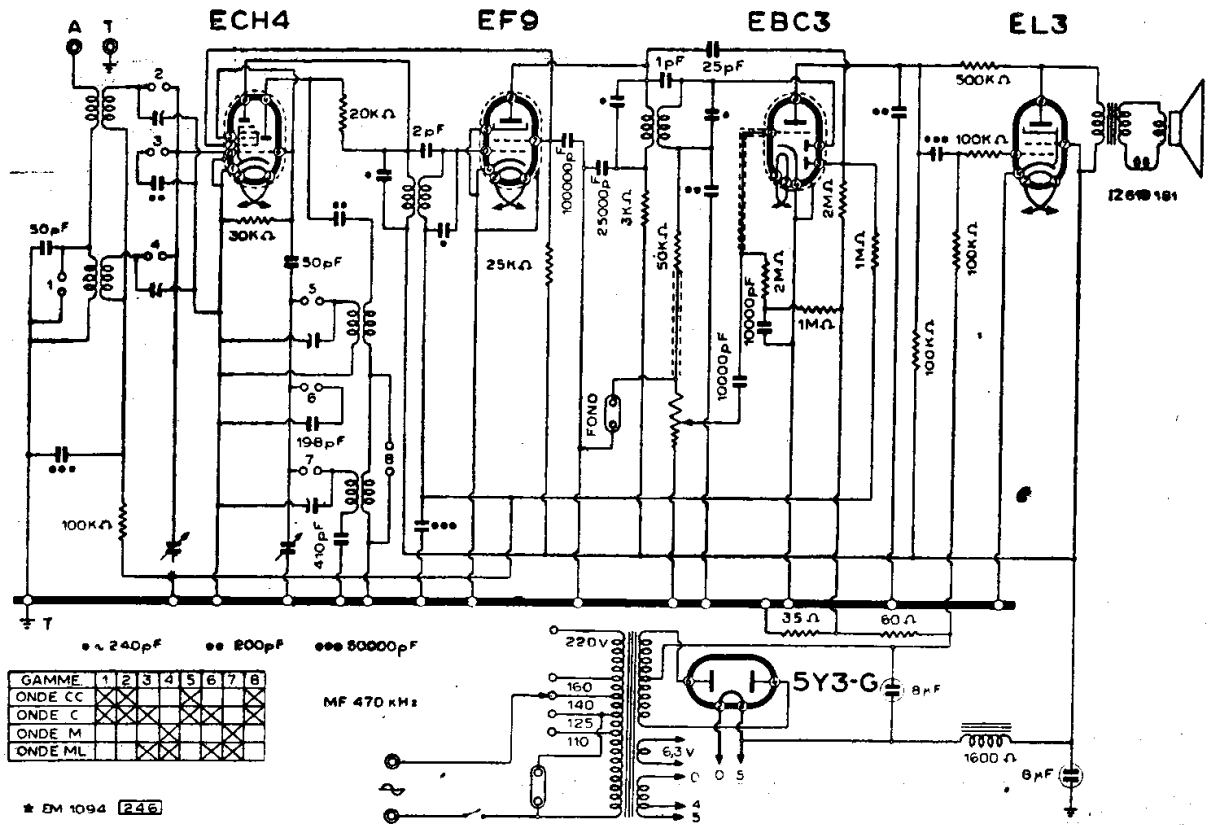 ECH4 EF9 EBC3 EL3
A T
2
3
4
1
50pF
20KΩ
2pF
30KΩ
50pF
5
6
198pF
7
8
410pF
100KΩ
25KΩ
100000pF
25000pF
3KΩ
1pF
25pF
50KΩ
FONO
2MΩ
2MΩ
1MΩ
1MΩ
10000pF
10000pF
500KΩ
100KΩ
100KΩ
100KΩ
T
35Ω
60Ω
• ~ 240pF •• 200pF ••• 50000pF
GAMME 1 2 3 4 5 6 7 8
ONDE CC
ONDE C
ONDE M
ONDE ML
MF 470 KHz
220V
160
140
125
110
5Y3-G
6,3V
0
4
5
0 5
8μF
1600Ω
8μF
* EM 1094 246